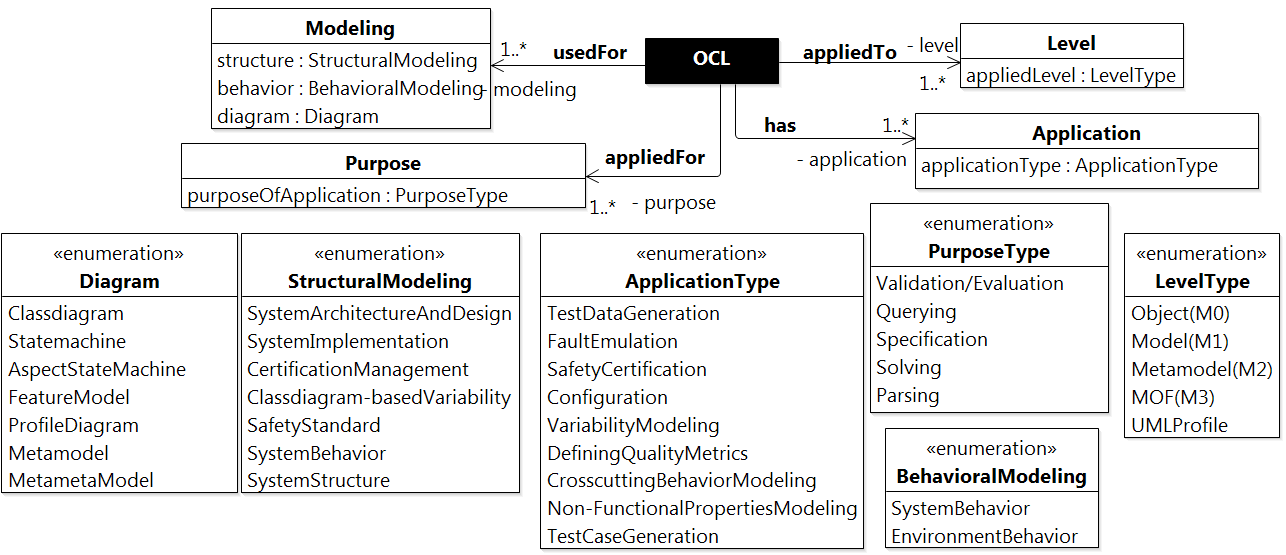 Modeling
structure : StructuralModeling
behavior : BehavioralModeling
diagram : Diagram
1..*
usedFor
- modeling
OCL
appliedTo
- level
1..*
Level
appliedLevel : LevelType
has
1..*
- application
Application
applicationType : ApplicationType
Purpose
purposeOfApplication : PurposeType
appliedFor
1..*
- purpose
«enumeration»
Diagram
Classdiagram
Statemachine
AspectStateMachine
FeatureModel
ProfileDiagram
Metamodel
MetametaModel
«enumeration»
StructuralModeling
SystemArchitectureAndDesign
SystemImplementation
CertificationManagement
Classdiagram-basedVariability
SafetyStandard
SystemBehavior
SystemStructure
«enumeration»
ApplicationType
TestDataGeneration
FaultEmulation
SafetyCertification
Configuration
VariabilityModeling
DefiningQualityMetrics
CrosscuttingBehaviorModeling
Non-FunctionalPropertiesModeling
TestCaseGeneration
«enumeration»
PurposeType
Validation/Evaluation
Querying
Specification
Solving
Parsing
«enumeration»
BehavioralModeling
SystemBehavior
EnvironmentBehavior
«enumeration»
LevelType
Object(M0)
Model(M1)
Metamodel(M2)
MOF(M3)
UMLProfile